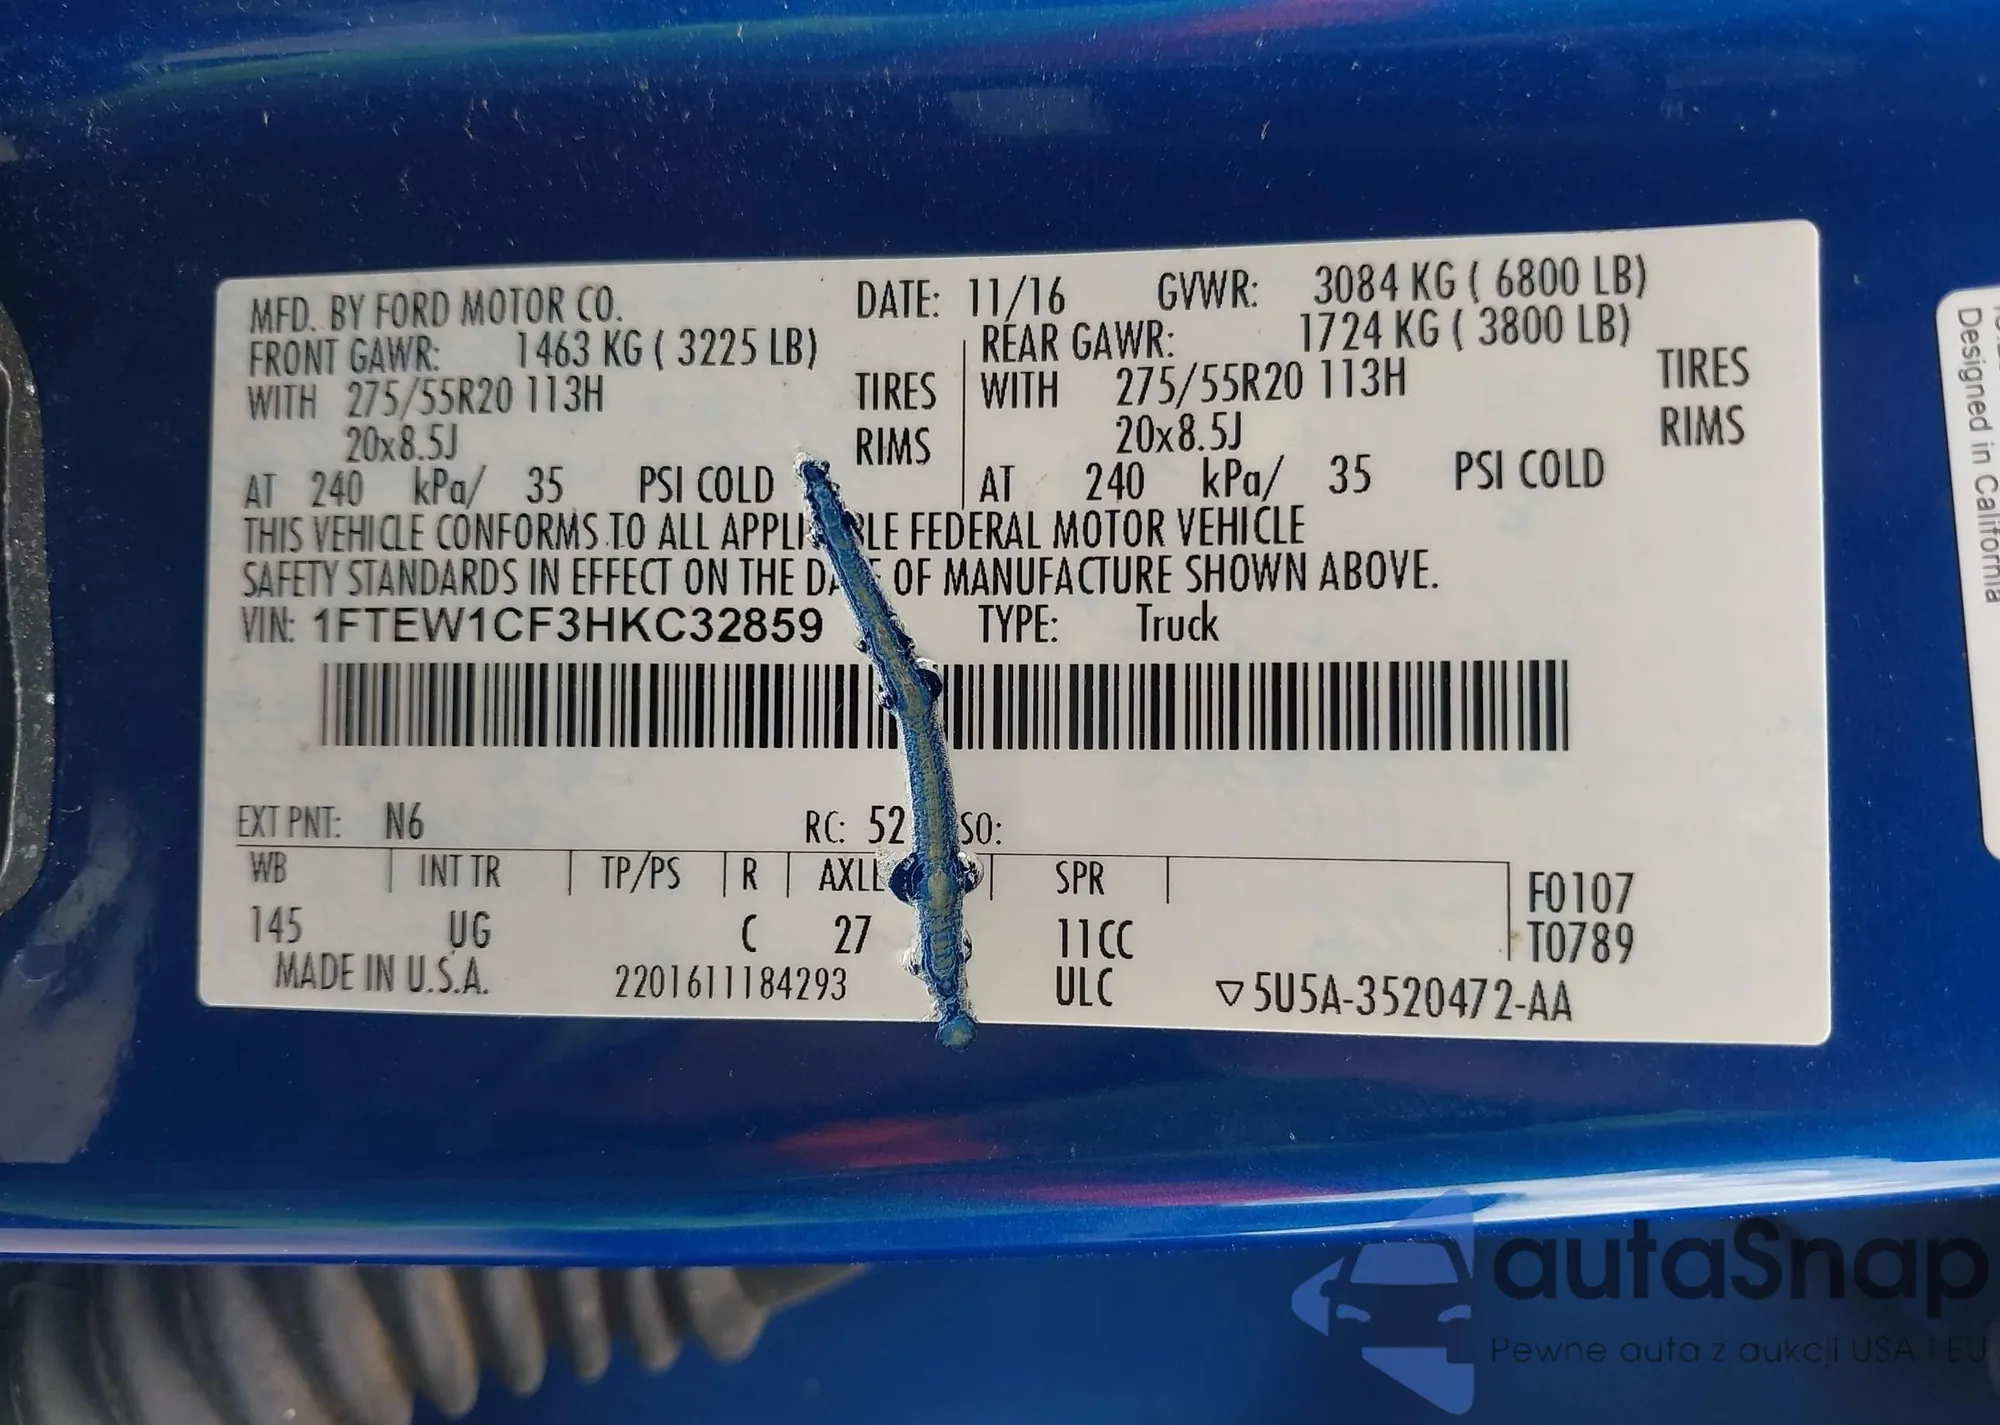 MFD. BY FORD MOTOR CO. DATE: 11/16 GVWR: 3084 KG ( 6800 LB)
FRONT GAWR: 1463 KG ( 3225 LB) REAR GAWR: 1724 KG ( 3800 LB)
WITH 275/55R20 113H TIRES WITH 275/55R20 113H TIRES
20x8.5J RIMS 20x8.5J RIMS
AT 240 kPa/ 35 PSI COLD AT 240 kPa/ 35 PSI COLD
THIS VEHICLE CONFORMS TO ALL FEDERAL MOTOR VEHICLE
SAFETY STANDARDS IN EFFECT ON THE OF MANUFACTURE SHOWN ABOVE.
VIN: 1FTEW1CF3HKC32859 TYPE: Truck
EXT PNT: N6 RC: 52 SO:
WB INT TR TP/PS R SPR F0107
145 UG C 27 11CC T0789
MADE IN U.S.A. 2201611184293 ULC ▽5U5A-3520472-AA
Designed in California
autaSnap
Pewne auta z aukcji USA i EU